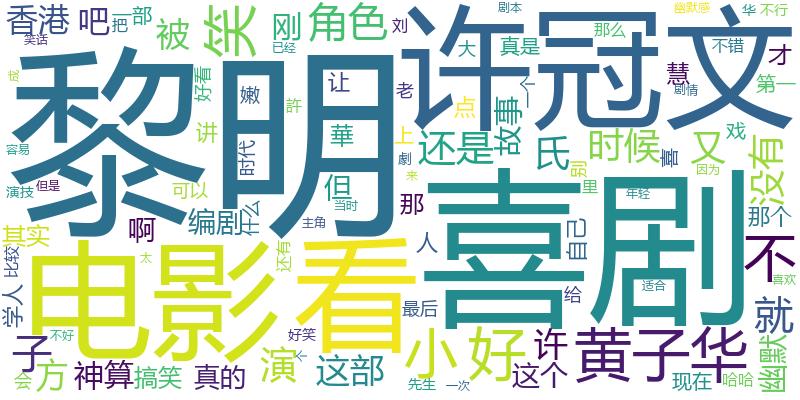 香港
吧
把
一部
被
笑
刚
角色
刘
剧本
大
真是
那么
幽默感
华
不行
笑话
已经
成
好看
黎明
嫩
让
老
许冠文
不错
才
慧
剧情
第一
讲
許
華
上
点
还是
故事
一个
时候
又
戏
没有
容易
时代
劇
氏
别
喜
因为
演技
但是
可以
但
来
里
年轻
编剧
什么
当时
主角
那
人
自己
那个
其实
啊
电影
看
喜剧
不
太
还有
给
适合
喜欢
学人
比较
最后
就
子
不好
好笑
个
小
好
许
黄子华
幽默
会
方
神算
搞笑
真的
演
这部
先生
一次
这个
现在
哈哈